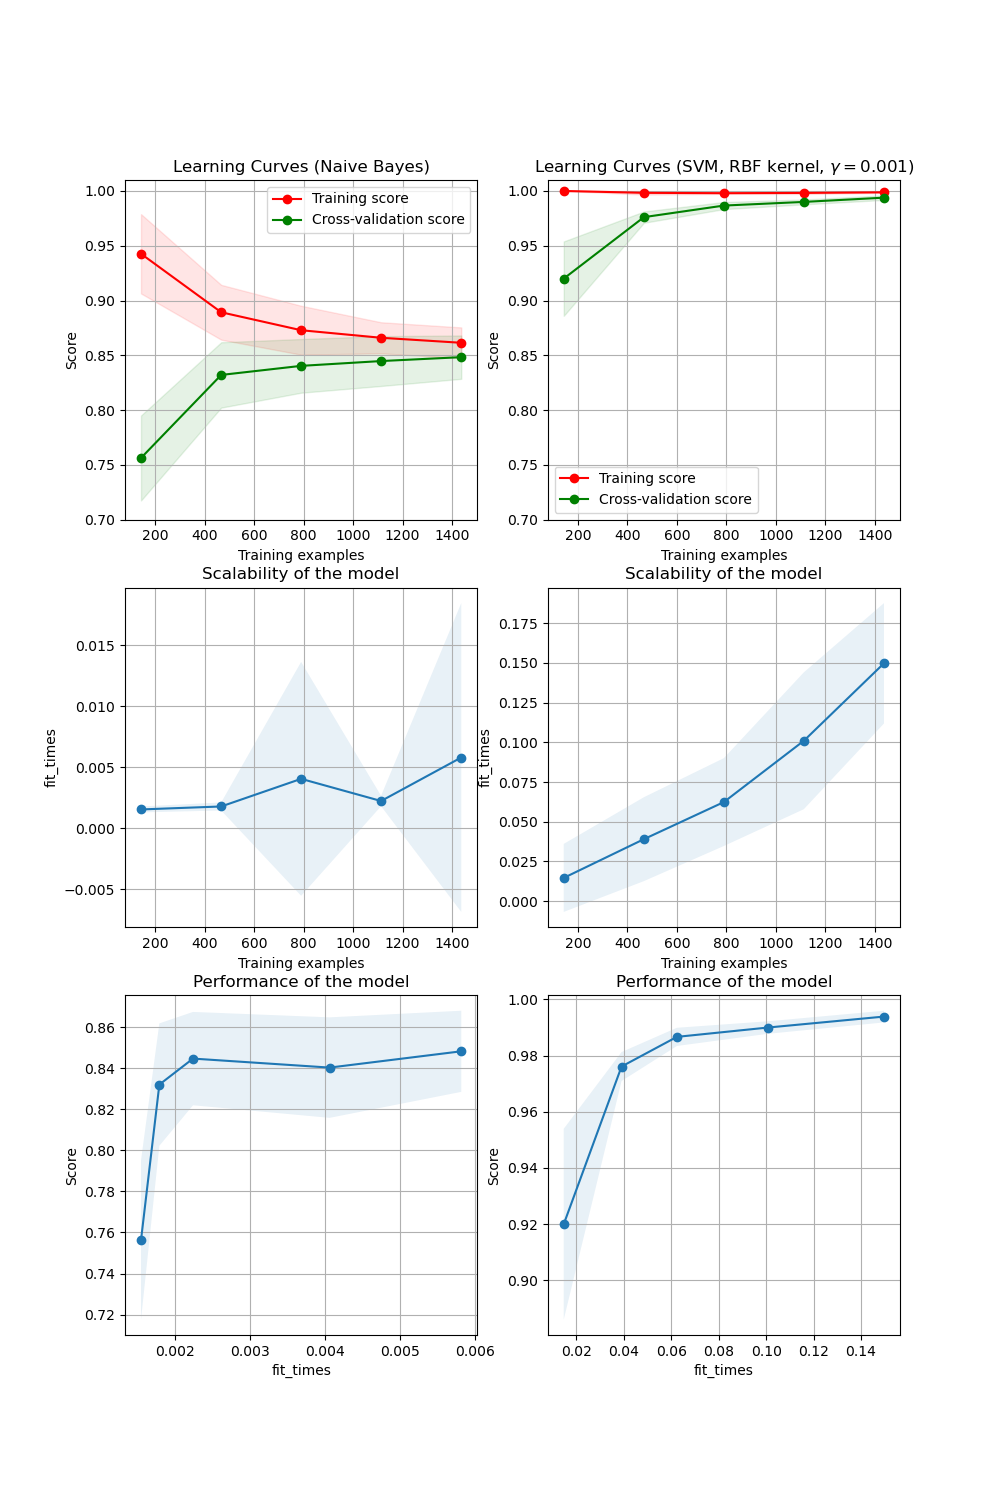 Learning Curves (Naive Bayes)
1.00
0.95
0.90
0.85
0.80
0.75
0.70
Score
Training score
Cross-validation score
200 400 600 800 1000 1200 1400
Training examples
Learning Curves (SVM, RBF kernel, γ = 0.001)
1.00
0.95
0.90
0.85
0.80
0.75
0.70
Score
Training score
Cross-validation score
200 400 600 800 1000 1200 1400
Training examples
Scalability of the model
0.015
0.010
0.005
0.000
−0.005
fit_times
200 400 600 800 1000 1200 1400
Training examples
Scalability of the model
0.175
0.150
0.125
0.100
0.075
0.050
0.025
0.000
fit_times
200 400 600 800 1000 1200 1400
Training examples
Performance of the model
0.86
0.84
0.82
0.80
0.78
0.76
0.74
0.72
Score
0.002 0.003 0.004 0.005 0.006
fit_times
Performance of the model
1.00
0.98
0.96
0.94
0.92
0.90
Score
0.02 0.04 0.06 0.08 0.10 0.12 0.14
fit_times